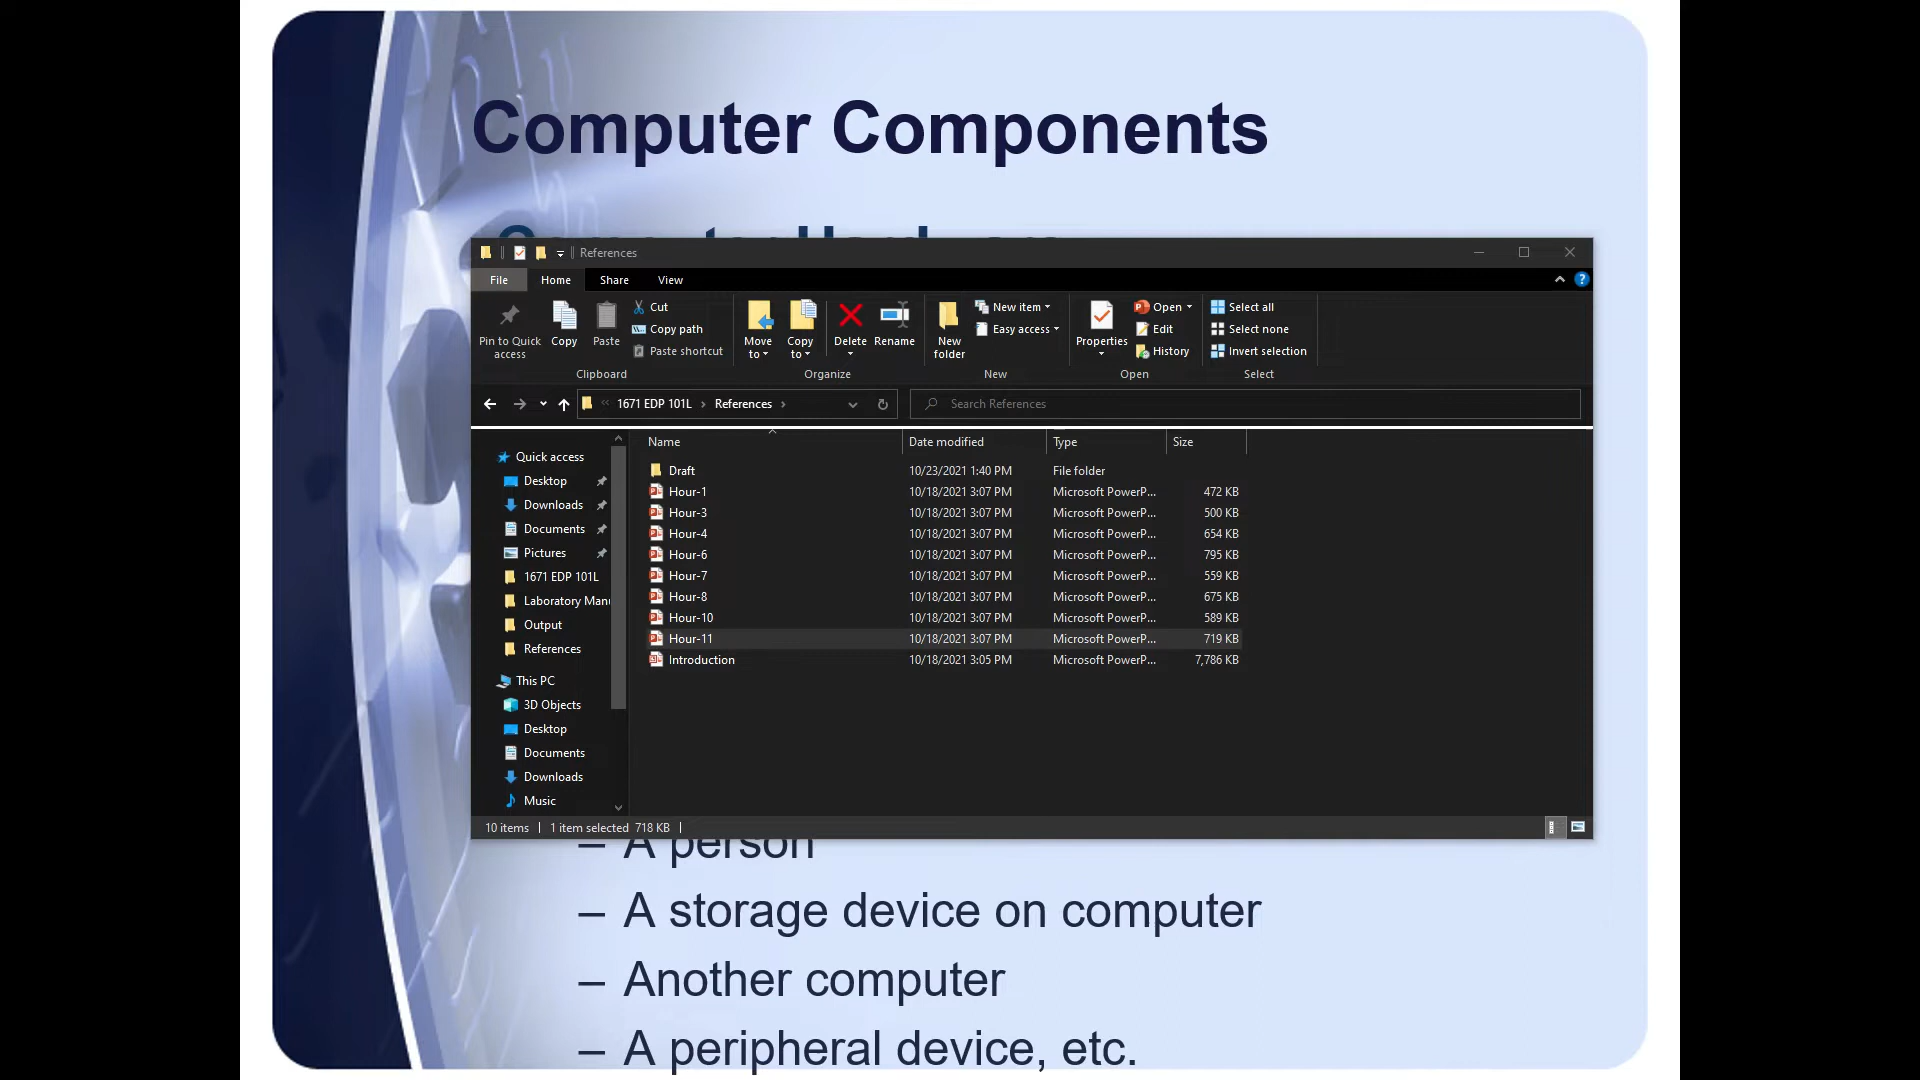 Computer Components
Computer Hardware
References
File Home Share View
Pin to Quick access
Copy
Paste
Cut
Copy path
Paste shortcut
Clipboard
Move to
Copy to
Delete
Rename
Organize
New folder
New item
Easy access
New
Properties
Open
Edit
History
Open
Select all
Select none
Invert selection
Select
« 1671 EDP 101L › References ›
Search References
Name Date modified Type Size
Draft 10/23/2021 1:40 PM File folder
Hour-1 10/18/2021 3:07 PM Microsoft PowerP... 472 KB
Hour-3 10/18/2021 3:07 PM Microsoft PowerP... 500 KB
Hour-4 10/18/2021 3:07 PM Microsoft PowerP... 654 KB
Hour-6 10/18/2021 3:07 PM Microsoft PowerP... 795 KB
Hour-7 10/18/2021 3:07 PM Microsoft PowerP... 559 KB
Hour-8 10/18/2021 3:07 PM Microsoft PowerP... 675 KB
Hour-10 10/18/2021 3:07 PM Microsoft PowerP... 589 KB
Hour-11 10/18/2021 3:07 PM Microsoft PowerP... 719 KB
Introduction 10/18/2021 3:05 PM Microsoft PowerP... 7,786 KB
Quick access
Desktop
Downloads
Documents
Pictures
1671 EDP 101L
Laboratory Manu
Output
References
This PC
3D Objects
Desktop
Documents
Downloads
Music
10 items | 1 item selected 718 KB |
– A person
– A storage device on computer
– Another computer
– A peripheral device, etc.